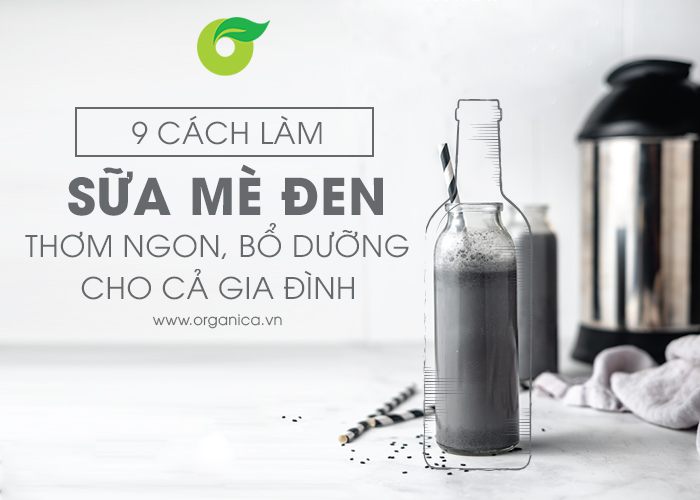 9 CÁCH LÀM
SỮA MÈ ĐEN
THƠM NGON, BỔ DƯỠNG
CHO CẢ GIA ĐÌNH
www.organica.vn